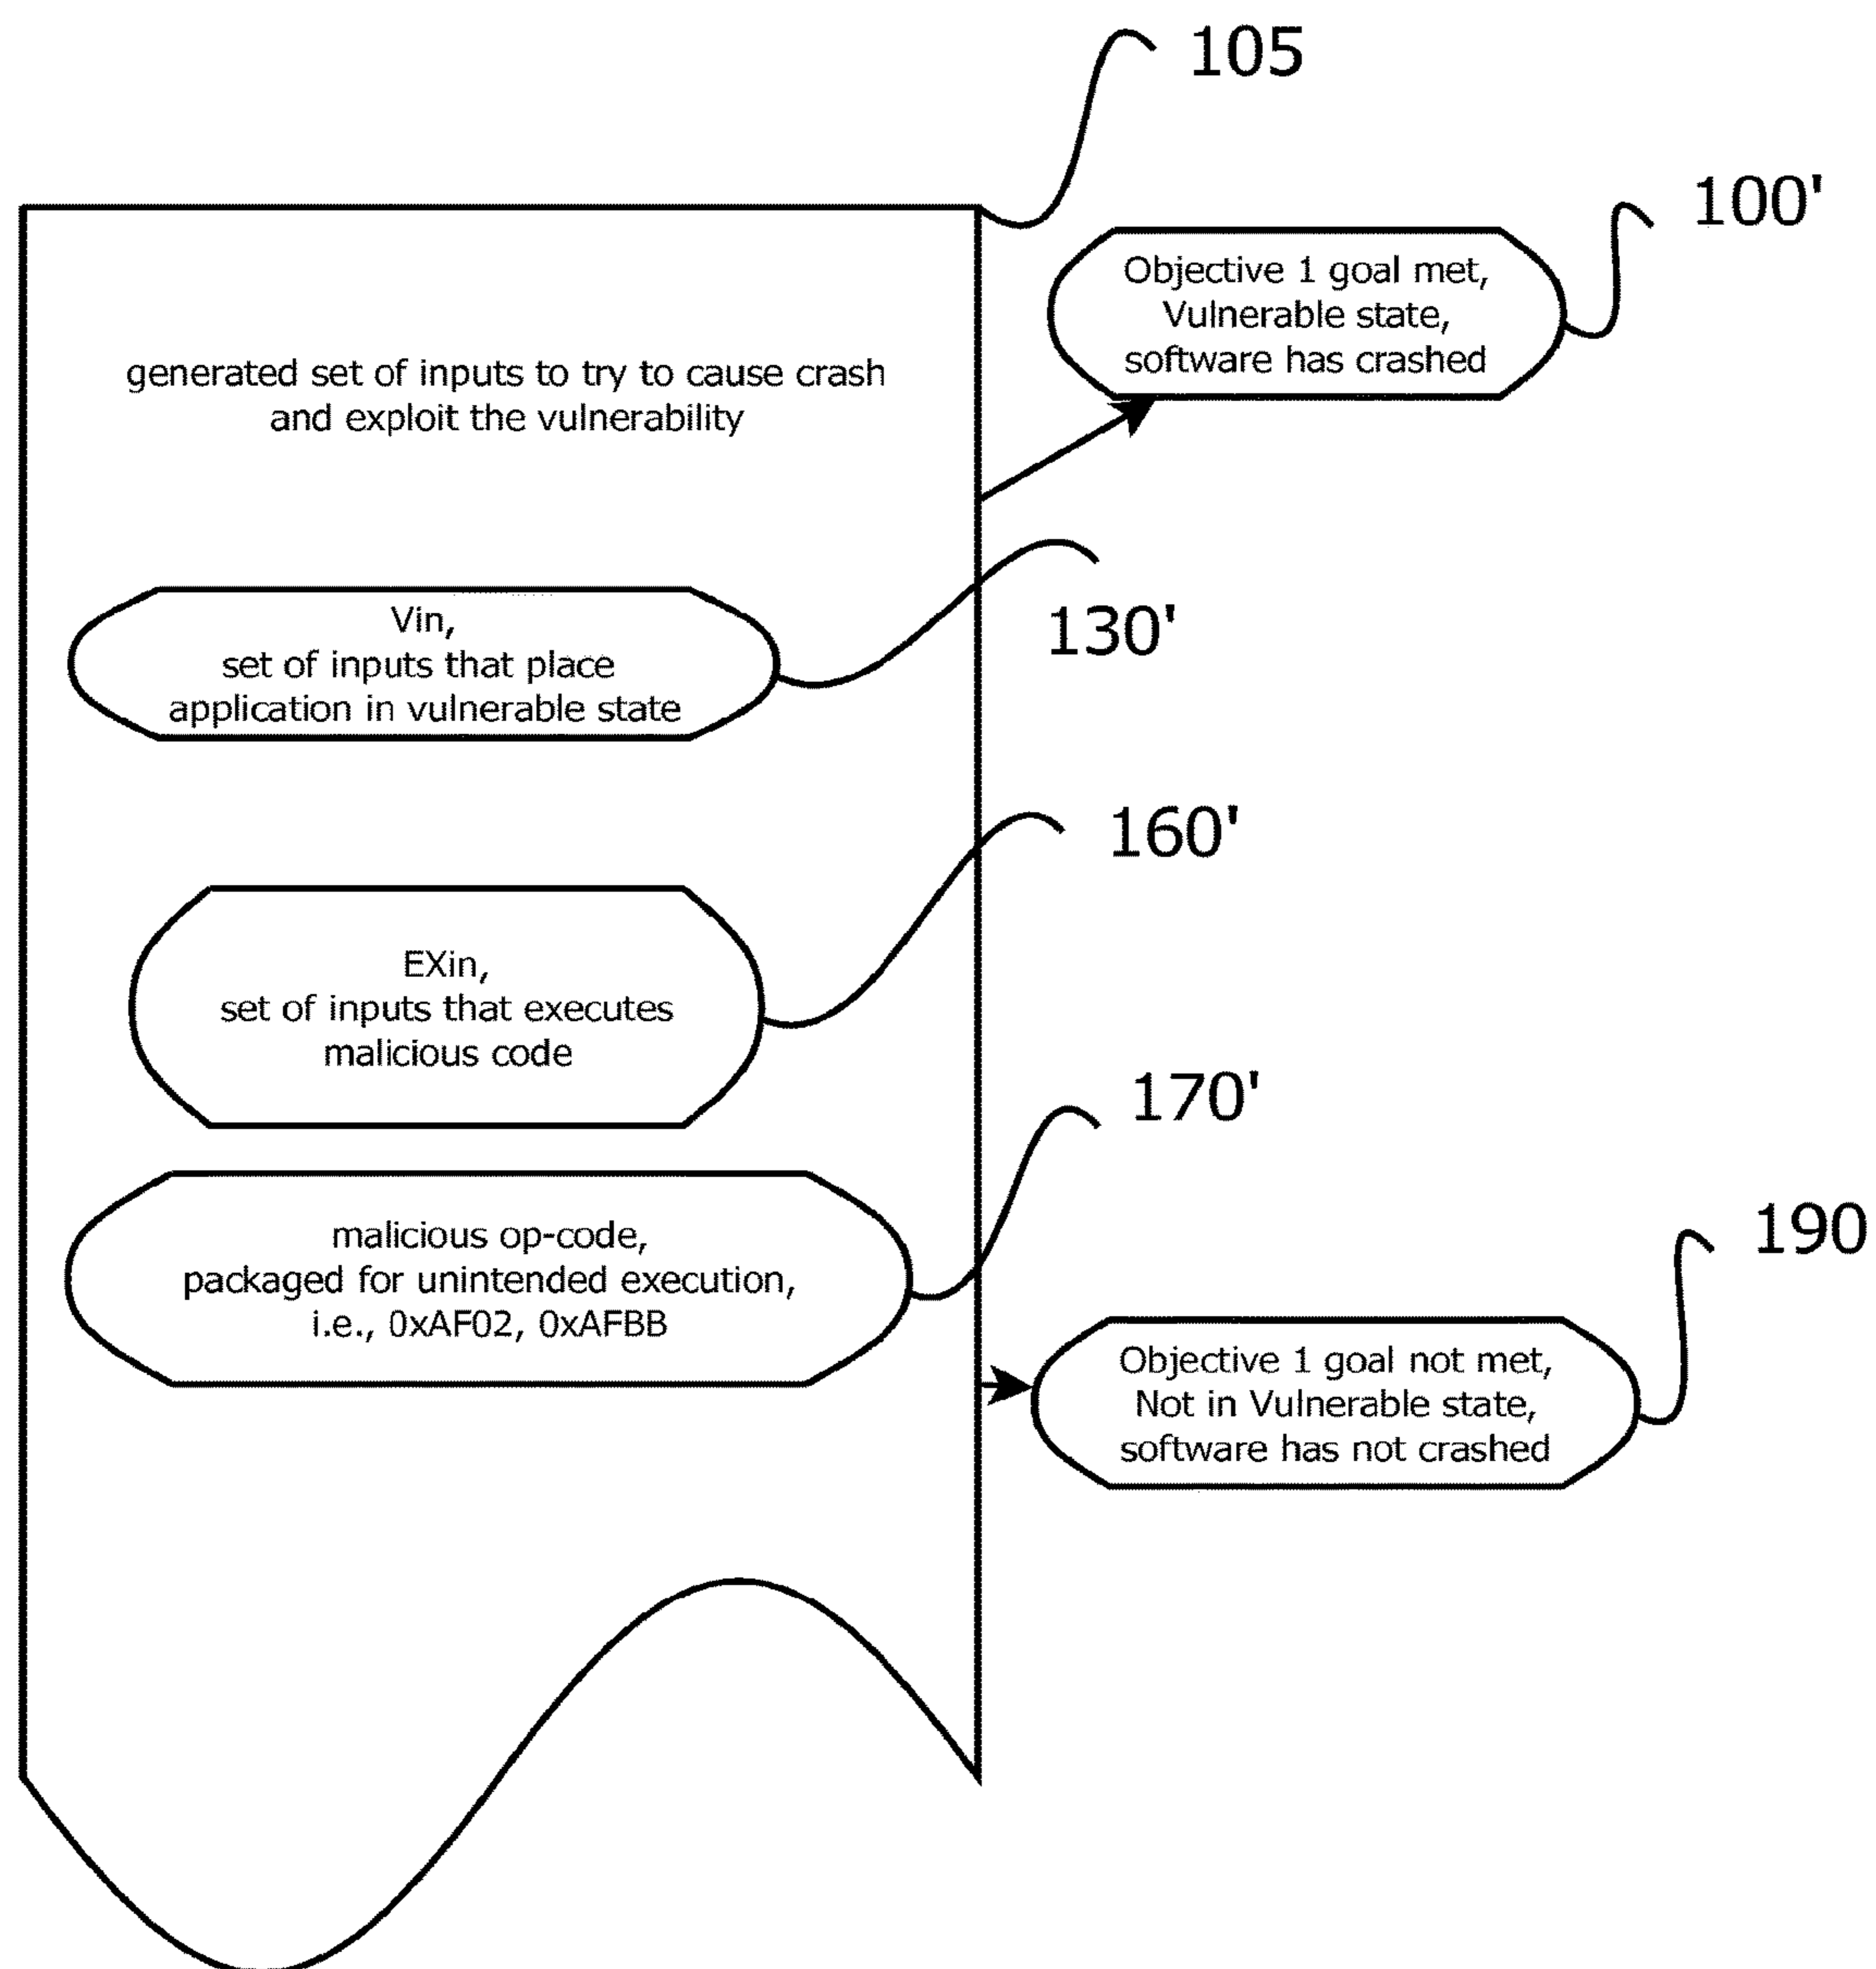 105
100'
Objective 1 goal met,
Vulnerable state,
software has crashed
generated set of inputs to try to cause crash
and exploit the vulnerability
130'
Vin,
set of inputs that place
application in vulnerable state
160'
EXin,
set of inputs that executes
malicious code
170'
malicious op-code,
packaged for unintended execution,
i.e., 0xAF02, 0xAFBB
190
Objective 1 goal not met,
Not in Vulnerable state,
software has not crashed